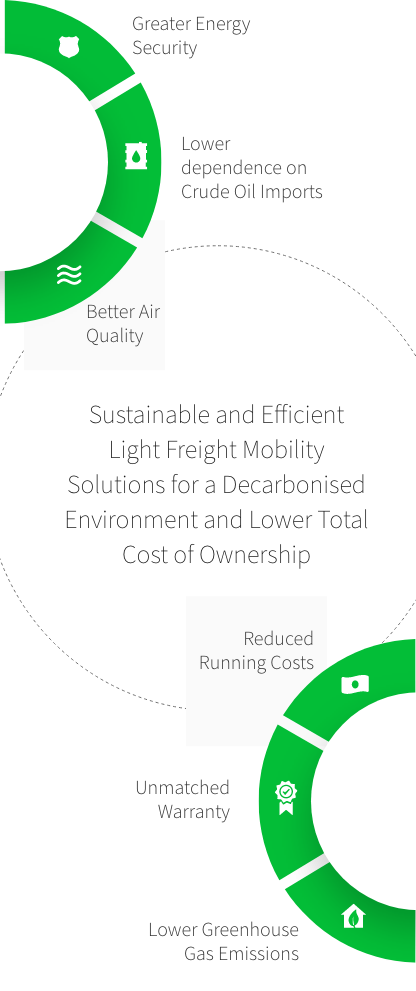 Greater Energy
Security
Lower
dependence on
Crude Oil Imports
Better Air
Quality
Sustainable and Efficient
Light Freight Mobility
Solutions for a Decarbonised
Environment and Lower Total
Cost of Ownership
Reduced
Running Costs
Unmatched
Warranty
Lower Greenhouse
Gas Emissions